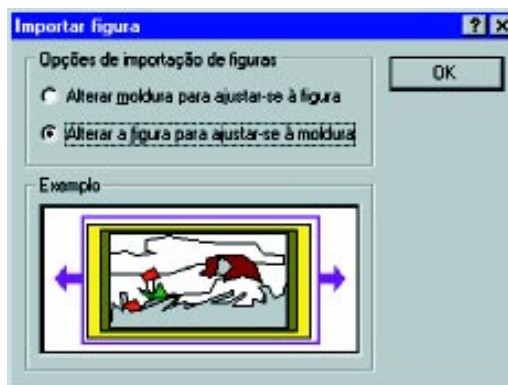 Importar figura
Opções de importação de figuras
OK
Alterar moldura para ajustar-se à figura
Alterar a figura para ajustar-se à moldura
Exemplo